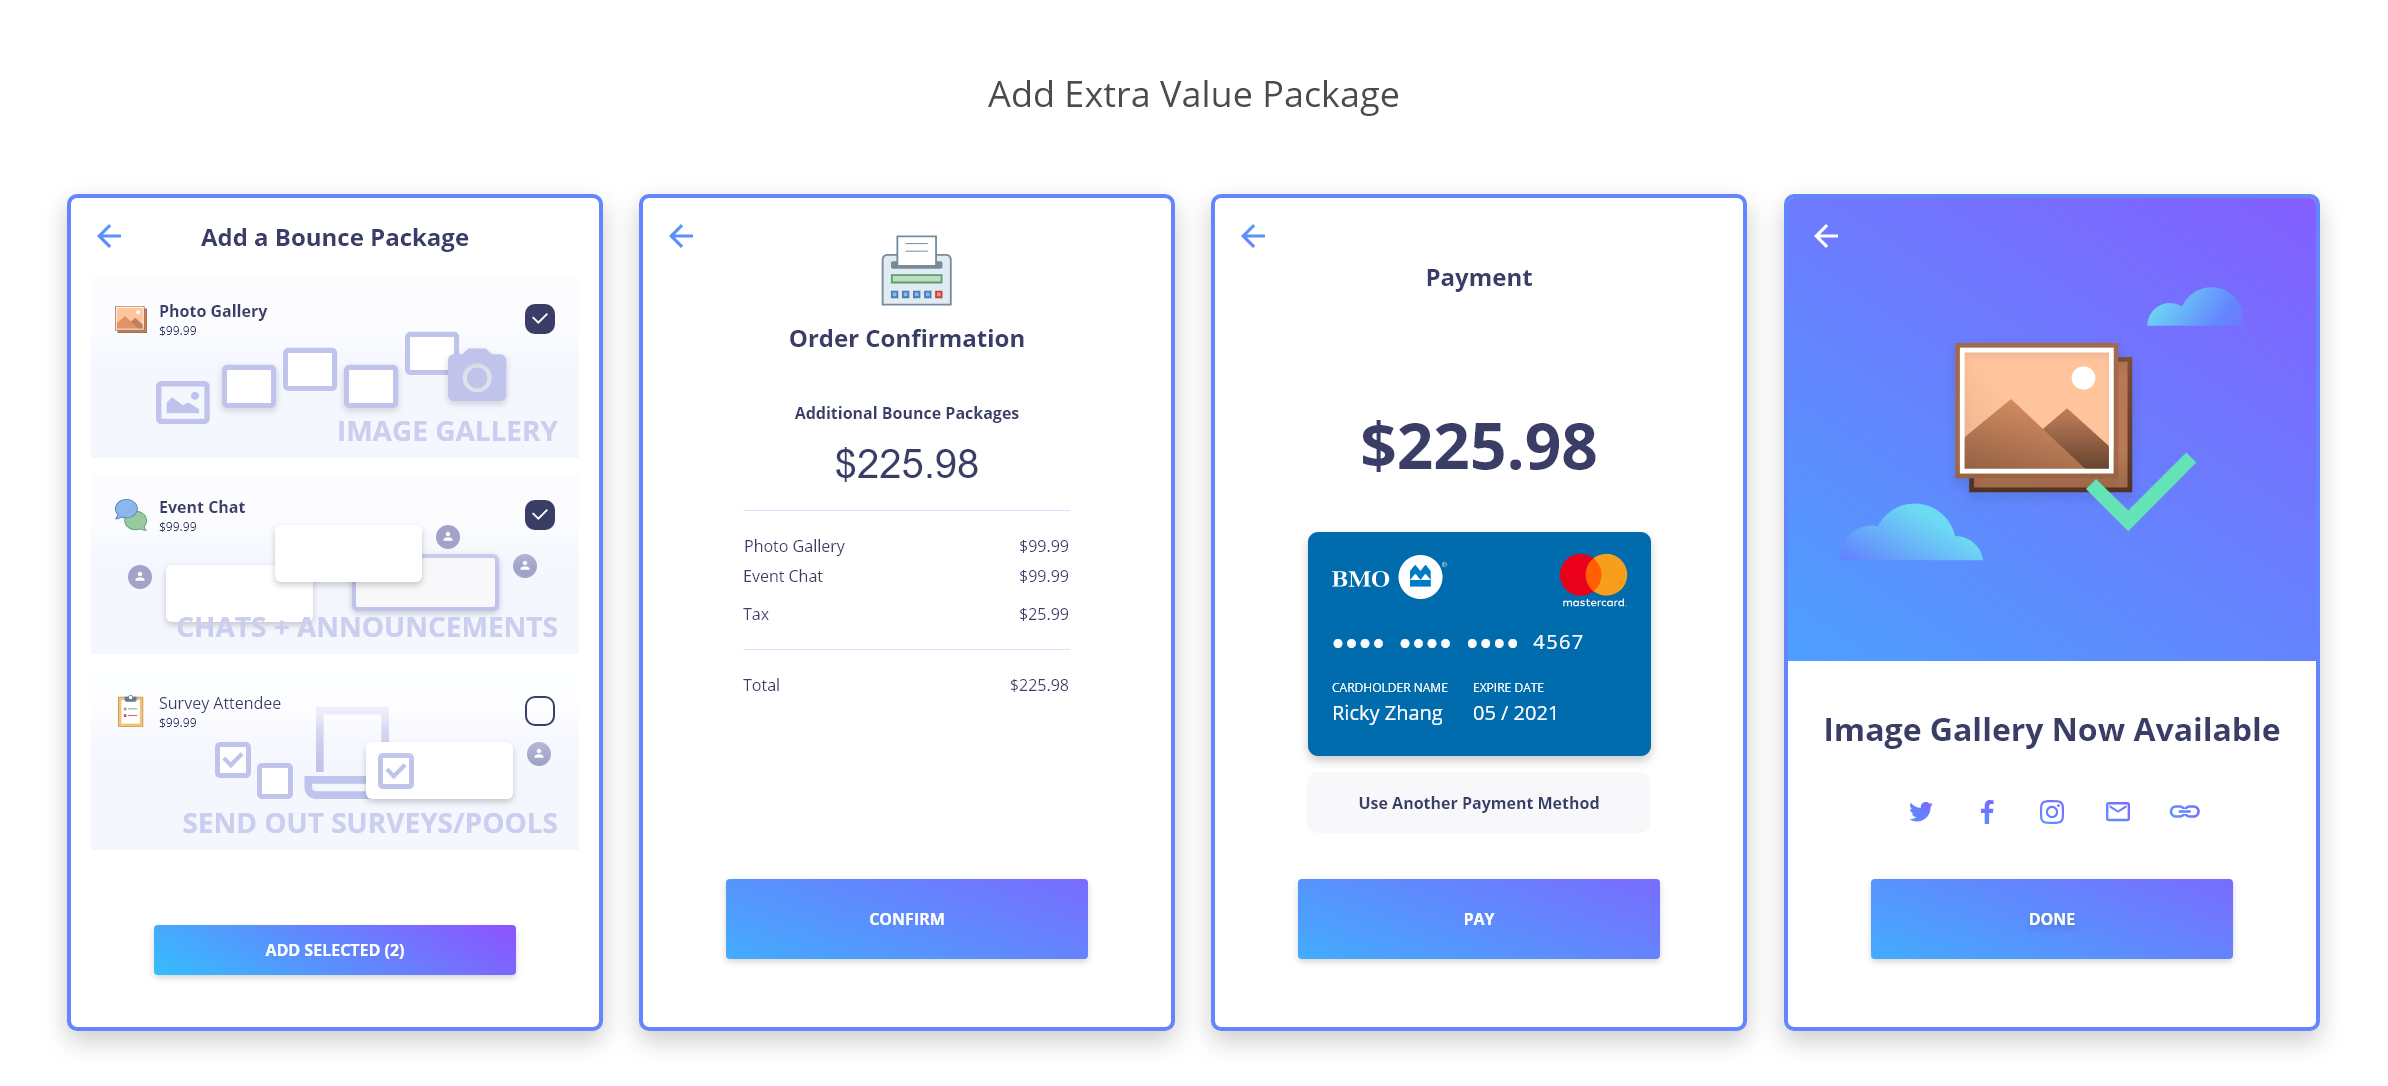 Add Extra Value Package
Add a Bounce Package
Photo Gallery
$99.99
IMAGE GALLERY
Event Chat
$99.99
CHATS + ANNOUNCEMENTS
Survey Attendee
$99.99
SEND OUT SURVEYS/POOLS
ADD SELECTED (2)
Order Confirmation
Additional Bounce Packages
$225.98
Photo Gallery $99.99
Event Chat $99.99
Tax $25.99
Total $225.98
CONFIRM
Payment
$225.98
BMO ®
mastercard
•••• •••• •••• 4567
CARDHOLDER NAME EXPIRE DATE
Ricky Zhang 05 / 2021
Use Another Payment Method
PAY
Image Gallery Now Available
DONE